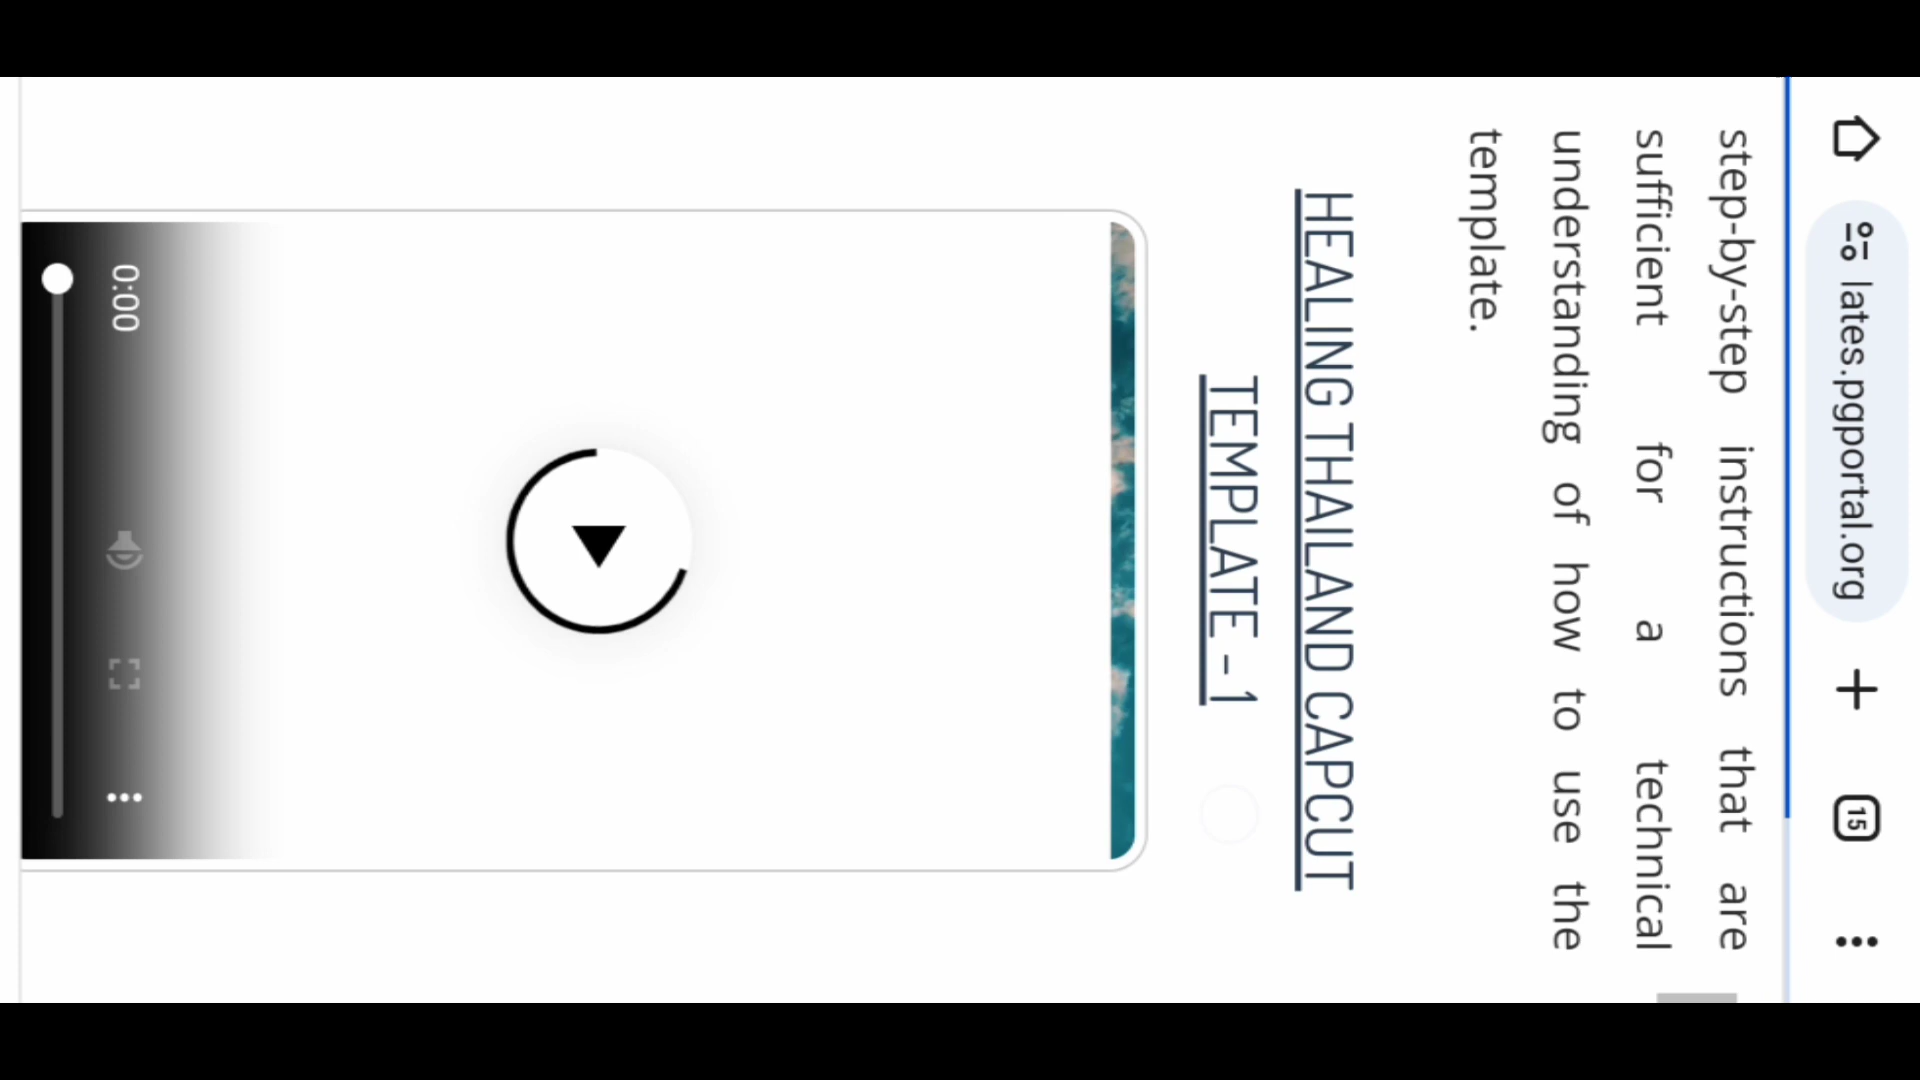 lates.pgportal.org
15
step-by-step instructions that are
sufficient for a technical
understanding of how to use the
template.
HEALING THAILAND CAPCUT
TEMPLATE - 1
0:00